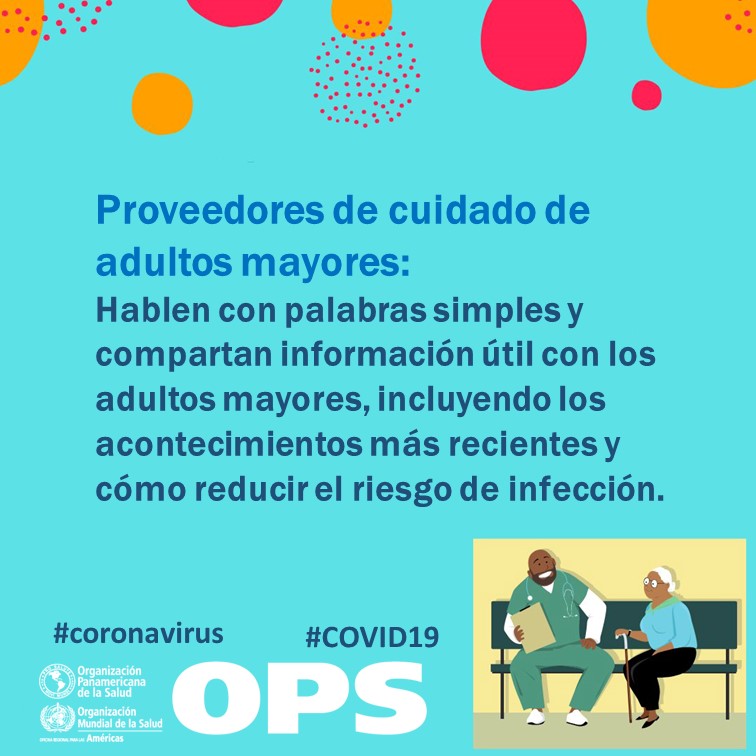 Proveedores de cuidado de
adultos mayores:
Hablen con palabras simples y
compartan información útil con los
adultos mayores, incluyendo los
acontecimientos más recientes y
cómo reducir el riesgo de infección.
#coronavirus
#COVID19
Organización
Panamericana
de la Salud
Organización
Mundial de la Salud
OFICINA REGIONAL PARA LAS Américas
OPS